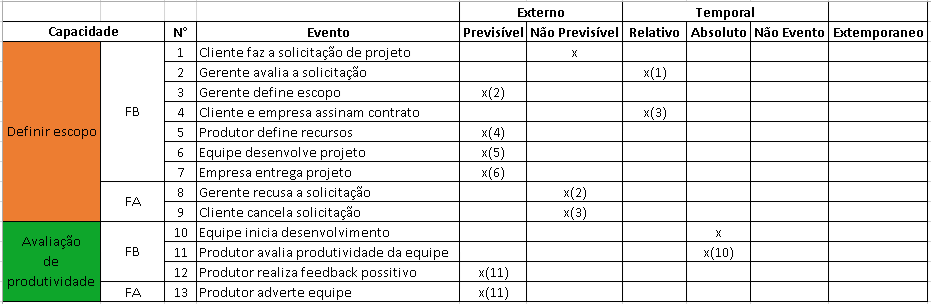 Externo Temporal
Capacidade N° Evento Previsível Não Previsível Relativo Absoluto Não Evento Extemporaneo
Definir escopo FB 1 Cliente faz a solicitação de projeto x
2 Gerente avalia a solicitação x(1)
3 Gerente define escopo x(2)
4 Cliente e empresa assinam contrato x(3)
5 Produtor define recursos x(4)
6 Equipe desenvolve projeto x(5)
7 Empresa entrega projeto x(6)
FA 8 Gerente recusa a solicitação x(2)
9 Cliente cancela solicitação x(3)
Avaliação
de
produtividade
FB 10 Equipe inicia desenvolvimento x
11 Produtor avalia produtividade da equipe x(10)
12 Produtor realiza feedback possitivo x(11)
FA 13 Produtor adverte equipe x(11)